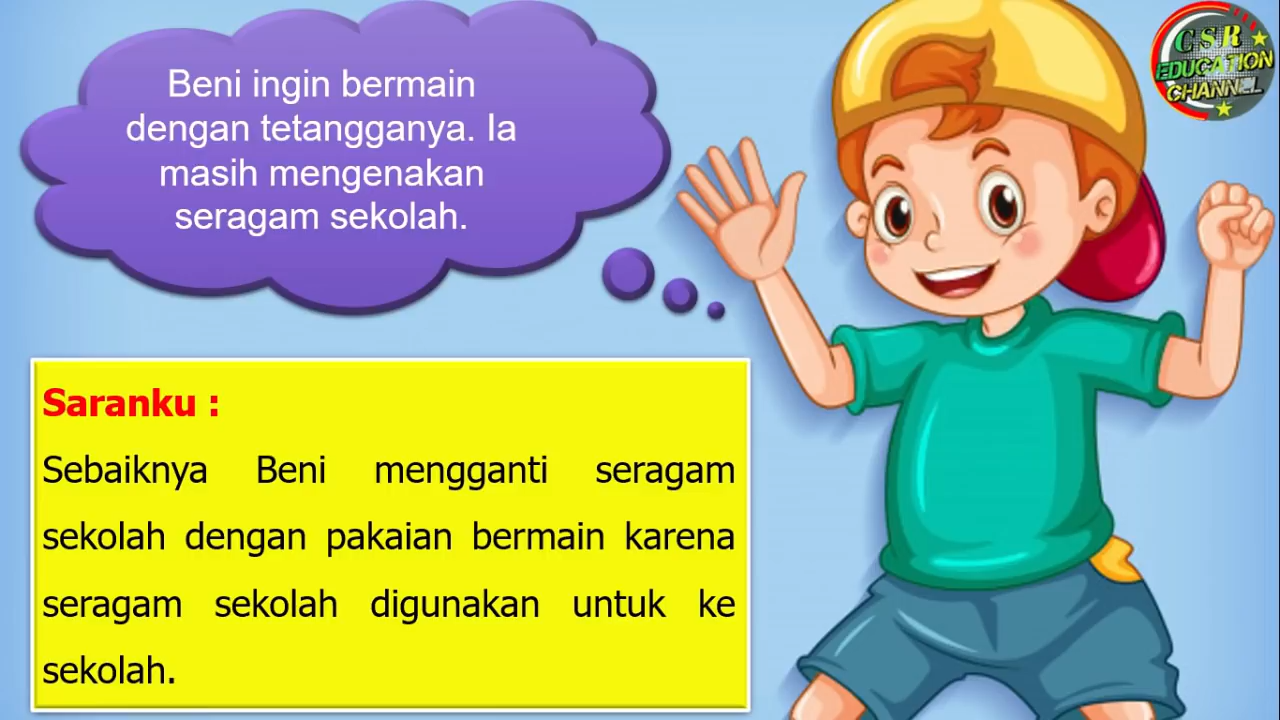 Beni ingin bermain
dengan tetangganya. Ia
masih mengenakan
seragam sekolah.
CSR
EDUCATION
CHANNEL
Saranku :
Sebaiknya Beni mengganti seragam
sekolah dengan pakaian bermain karena
seragam sekolah digunakan untuk ke
sekolah.